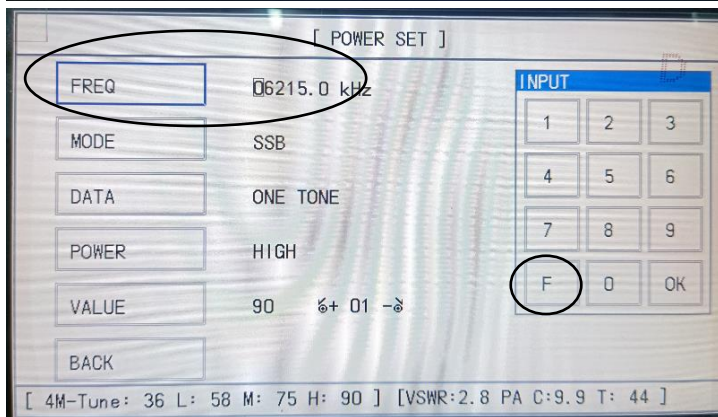 [ POWER SET ]
FREQ 06215.0 kHz
MODE SSB
DATA ONE TONE
POWER HIGH
VALUE 90 + 01 -
BACK
INPUT
1 2 3
4 5 6
7 8 9
F 0 OK
[ 4M-Tune: 36 L: 58 M: 75 H: 90 ] [VSWR:2.8 PA C:9.9 T: 44 ]